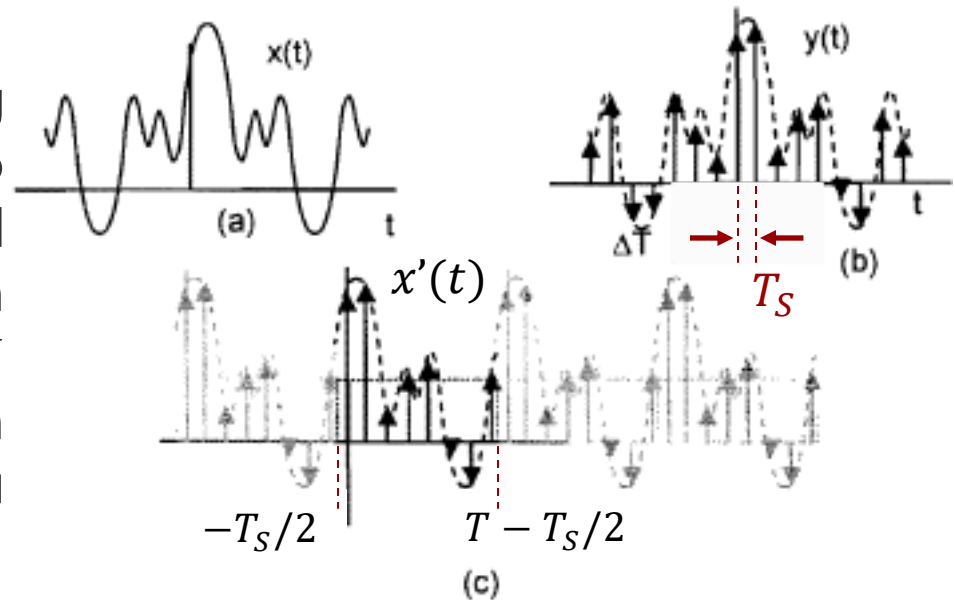 x(t)
y(t)
(a)
t
t
ΔT
(b)
T_S
x’(t)
−T_S/2
T − T_S/2
(c)